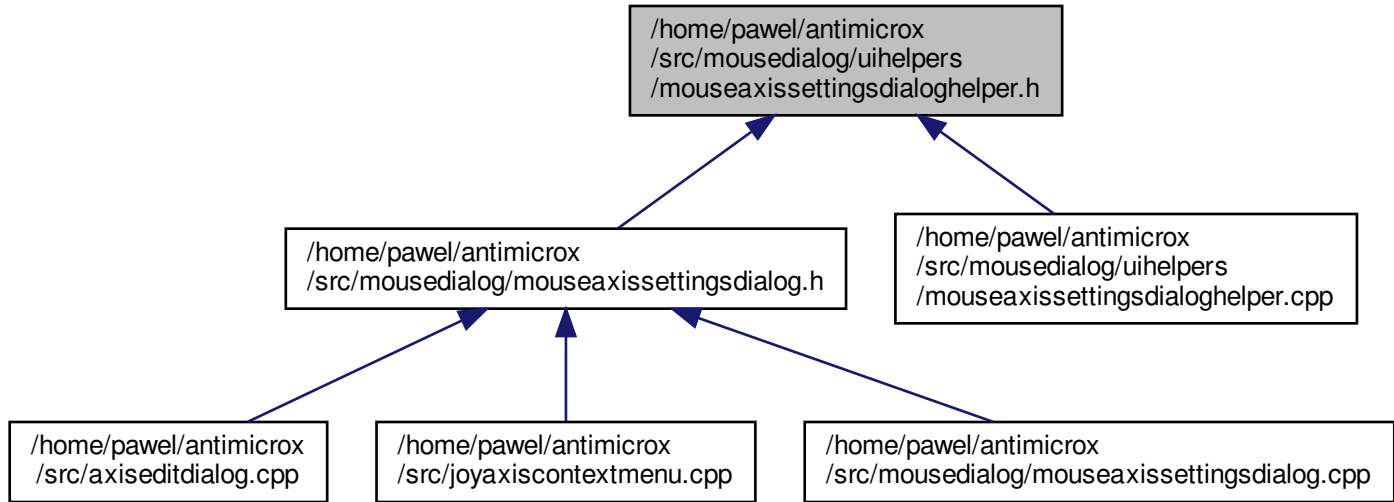 /home/pawel/antimicrox
/src/mousedialog/uihelpers
/mouseaxissettingsdialoghelper.h
/home/pawel/antimicrox
/src/mousedialog/mouseaxissettingsdialog.h
/home/pawel/antimicrox
/src/mousedialog/uihelpers
/mouseaxissettingsdialoghelper.cpp
/home/pawel/antimicrox
/src/axiseditdialog.cpp
/home/pawel/antimicrox
/src/joyaxiscontextmenu.cpp
/home/pawel/antimicrox
/src/mousedialog/mouseaxissettingsdialog.cpp